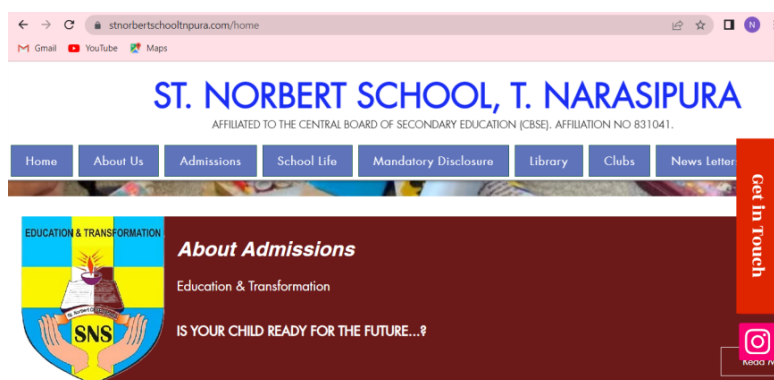 stnorbertschooltnpura.com/home
N
Gmail YouTube Maps
ST. NORBERT SCHOOL, T. NARASIPURA
AFFILIATED TO THE CENTRAL BOARD OF SECONDARY EDUCATION (CBSE). AFFILIATION NO 831041.
Home About Us Admissions School Life Mandatory Disclosure Library Clubs News Letter
Get in Touch
EDUCATION & TRANSFORMATION
SNS
About Admissions
Education & Transformation
IS YOUR CHILD READY FOR THE FUTURE...?
Read